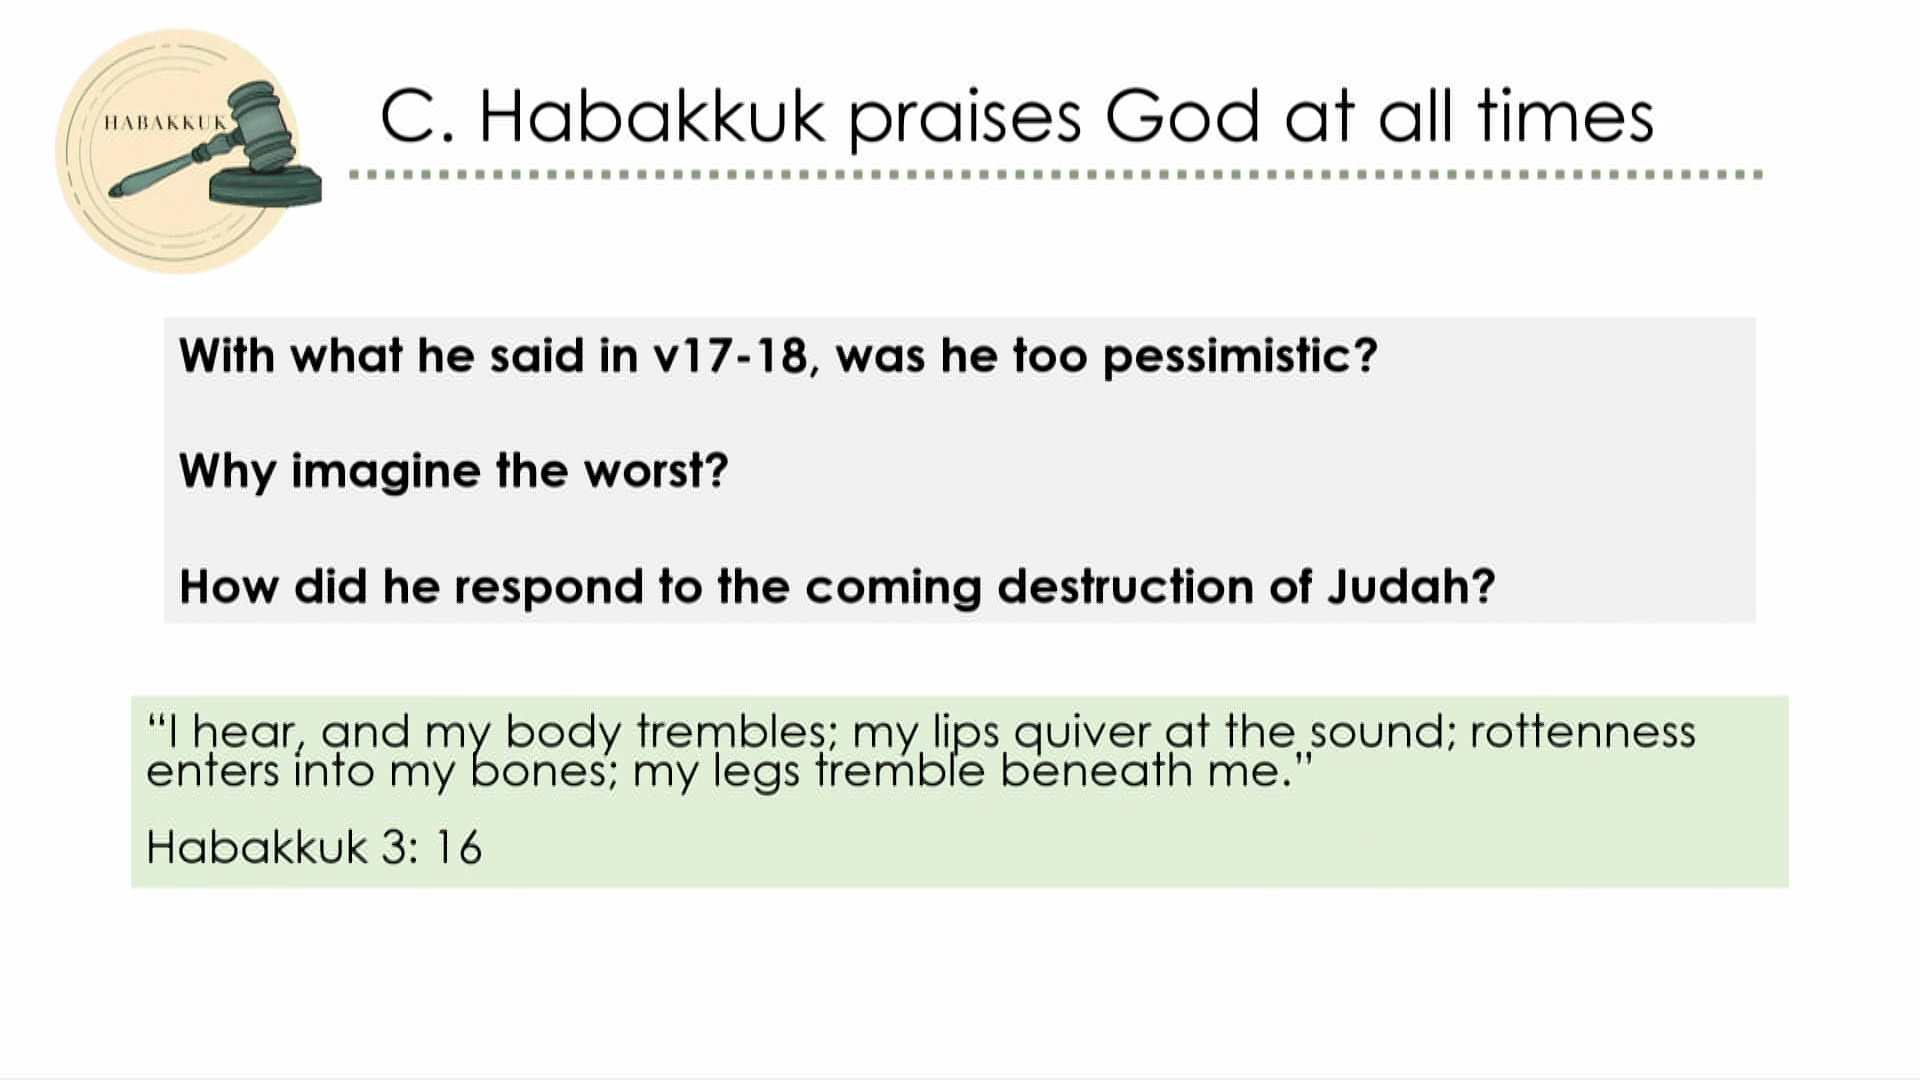 HABAKKUK
C. Habakkuk praises God at all times
With what he said in v17-18, was he too pessimistic?
Why imagine the worst?
How did he respond to the coming destruction of Judah?
“I hear, and my body trembles; my lips quiver at the sound; rottenness
enters into my bones; my legs tremble beneath me.”
Habakkuk 3: 16